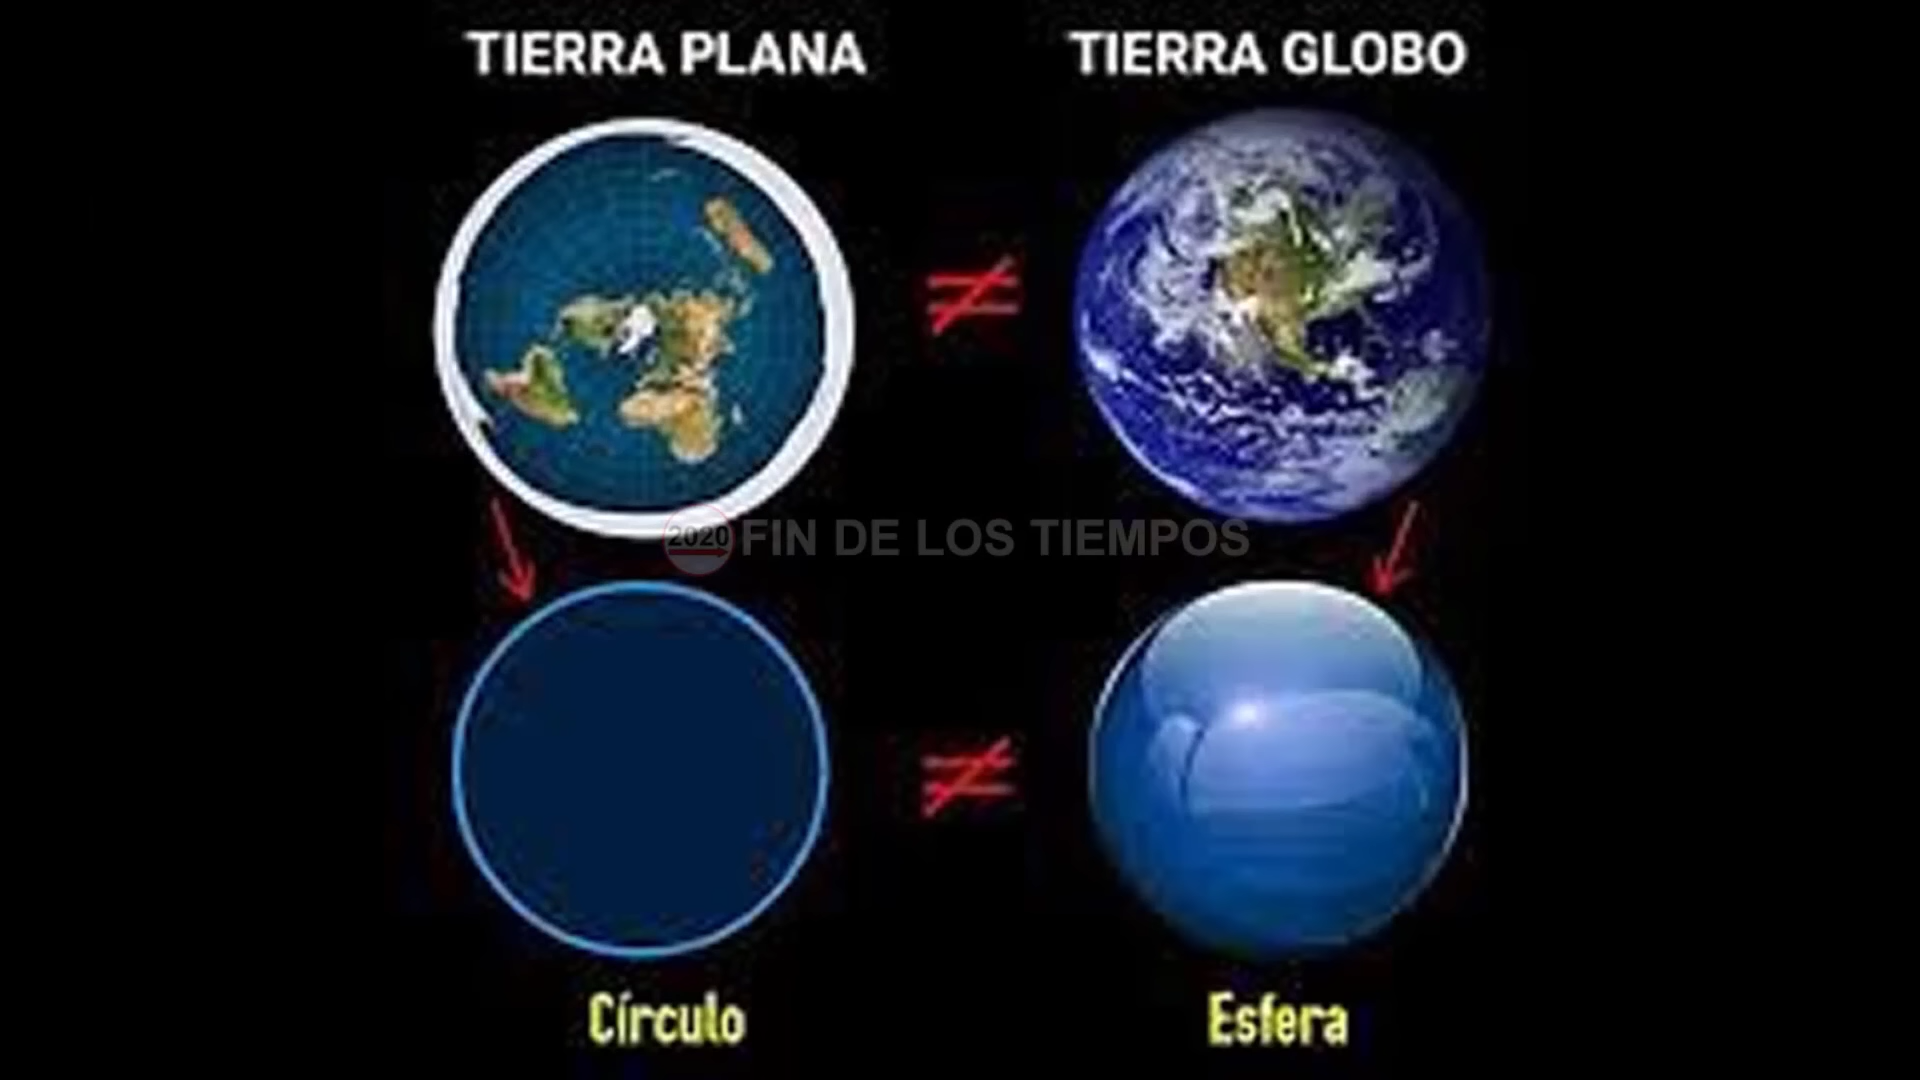 TIERRA PLANA
TIERRA GLOBO
≠
2020 FIN DE LOS TIEMPOS
≠
Círculo
Esfera